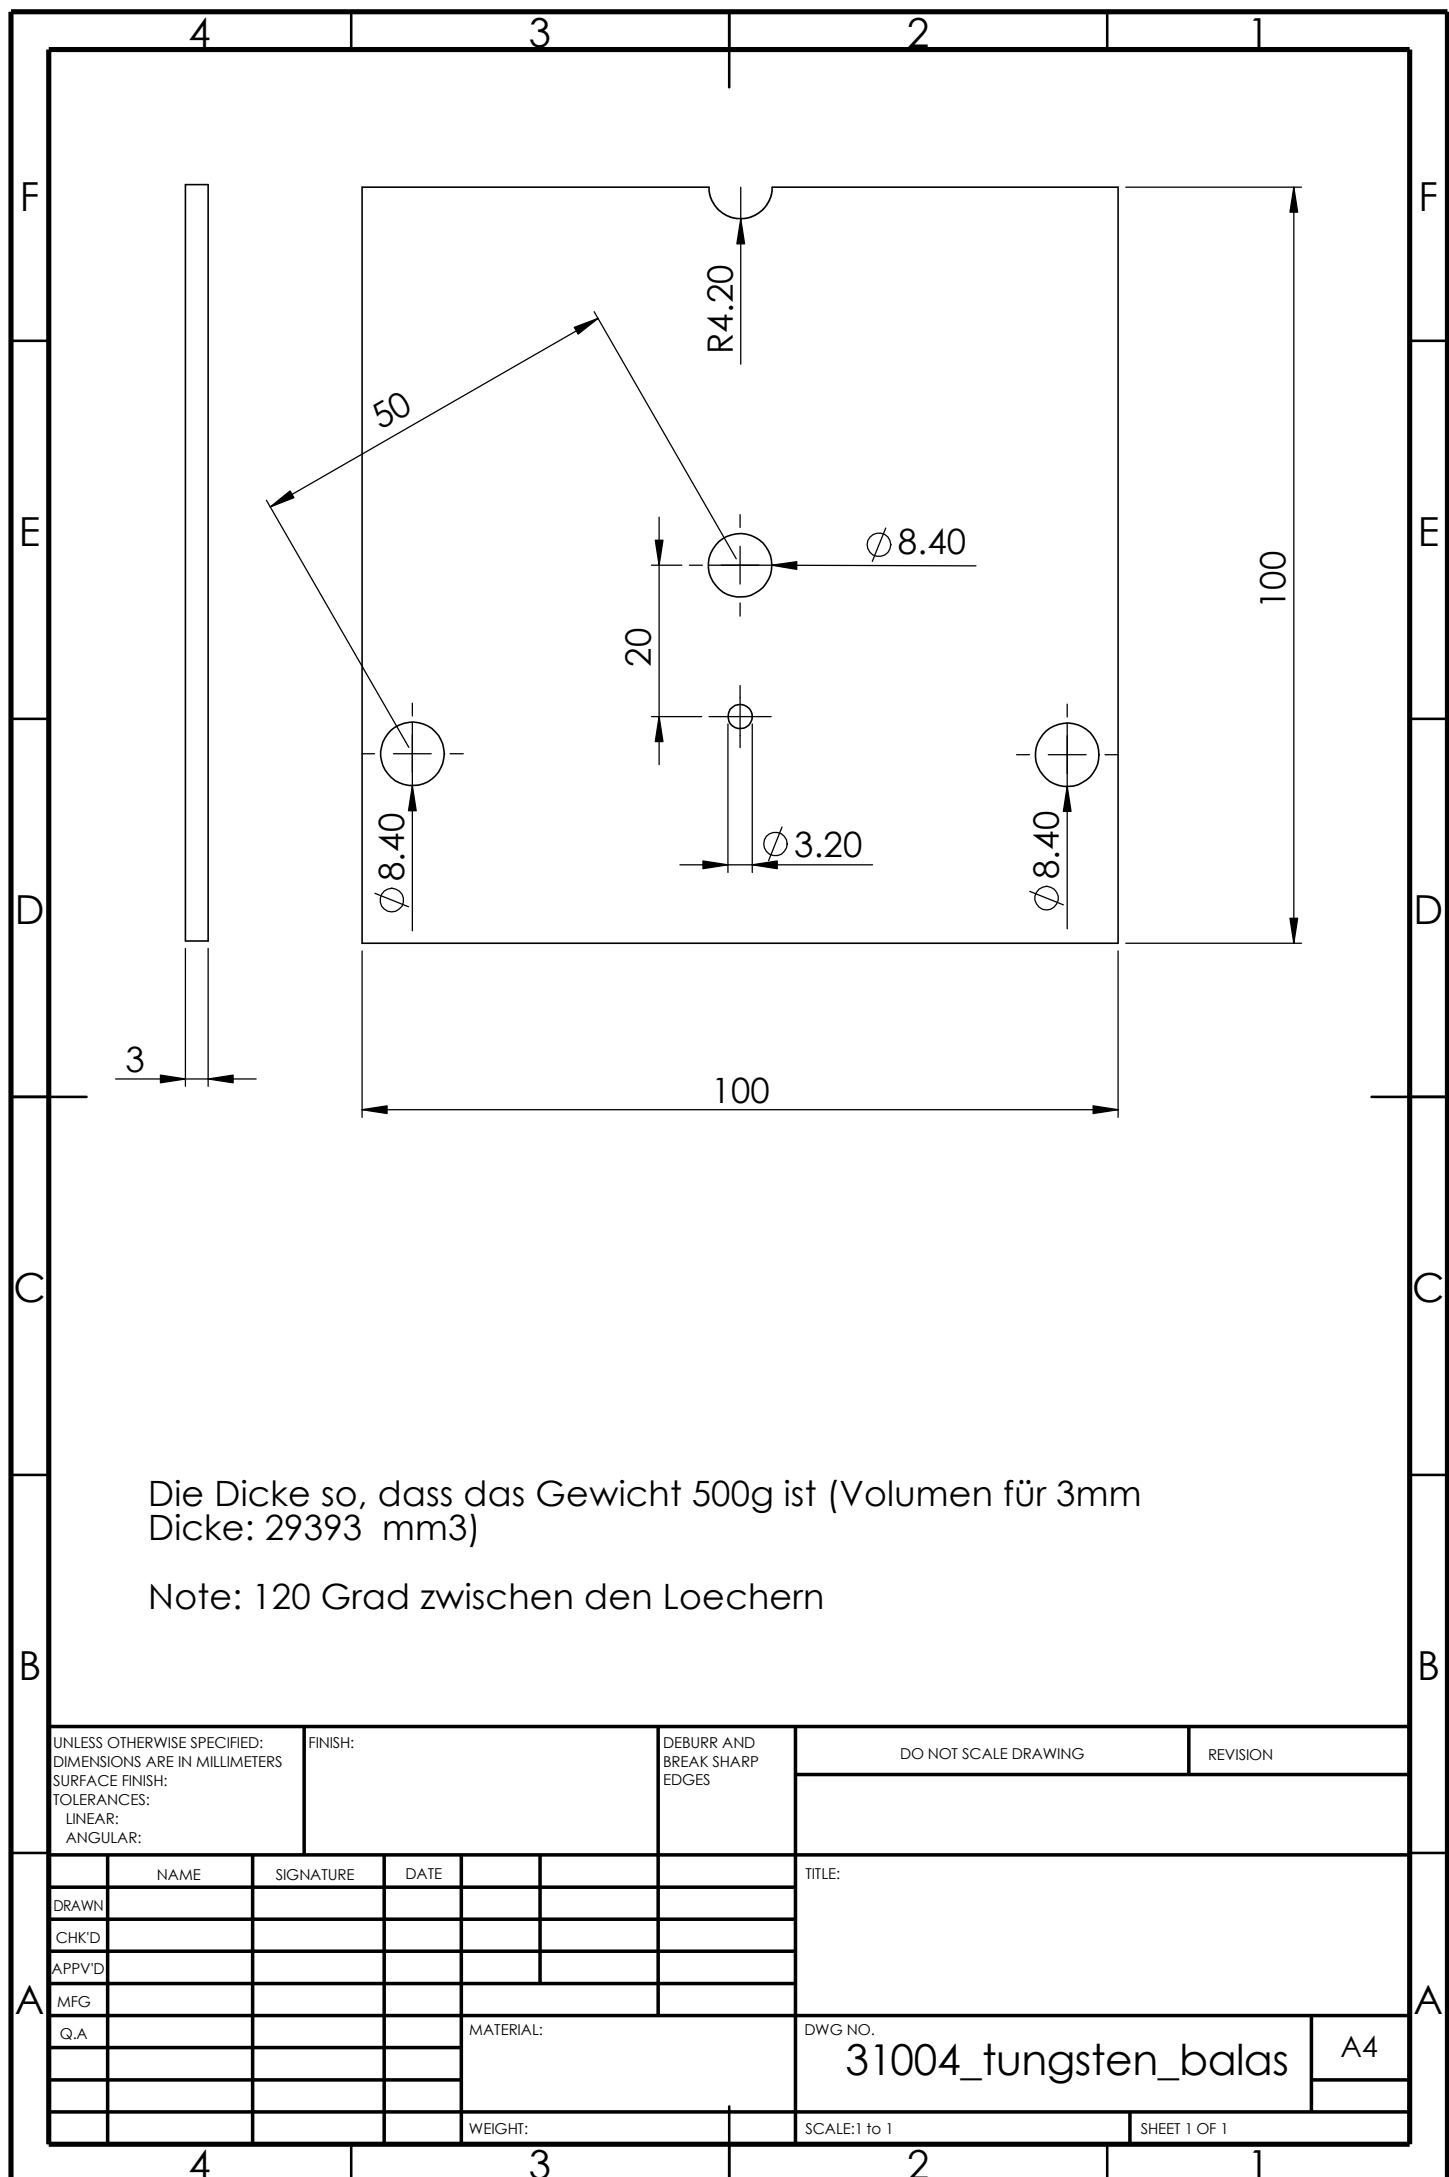 4 3 2 1
F F
R4.20
50
E E
⌀8.40
100
20
⌀8.40
⌀3.20
⌀8.40
D D
3
100
C C
Die Dicke so, dass das Gewicht 500g ist (Volumen für 3mm
Dicke: 29393 mm3)
Note: 120 Grad zwischen den Loechern
B B
UNLESS OTHERWISE SPECIFIED:
DIMENSIONS ARE IN MILLIMETERS
SURFACE FINISH:
TOLERANCES:
LINEAR:
ANGULAR:
FINISH:
DEBURR AND
BREAK SHARP
EDGES
DO NOT SCALE DRAWING
REVISION
NAME SIGNATURE DATE
TITLE:
DRAWN
CHK'D
APPV'D
A A
MFG
Q.A
MATERIAL:
DWG NO.
31004_tungsten_balas
A4
WEIGHT:
SCALE:1 to 1
SHEET 1 OF 1
4 3 2 1